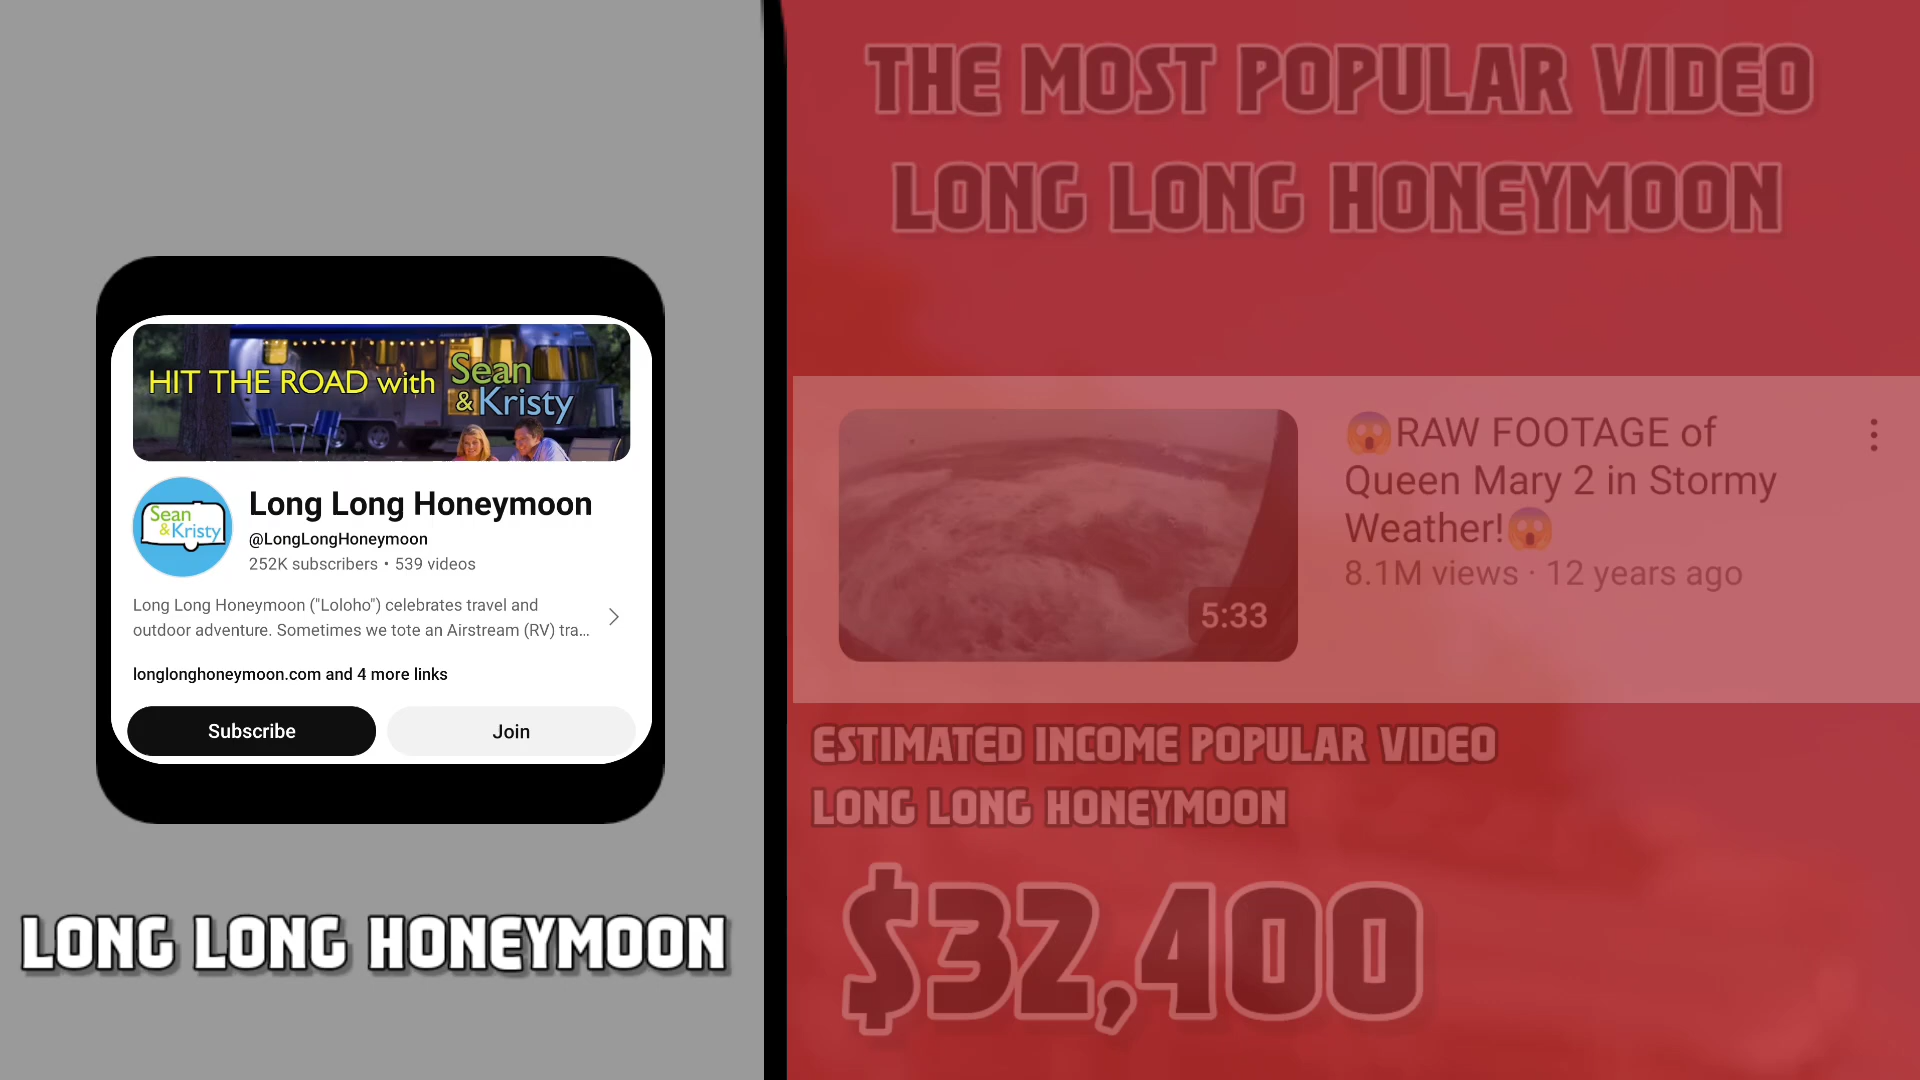 HIT THE ROAD with Sean
& Kristy
Sean
& Kristy
Long Long Honeymoon
@LongLongHoneymoon
252K subscribers • 539 videos
Long Long Honeymoon ("Loloho") celebrates travel and
outdoor adventure. Sometimes we tote an Airstream (RV) tra...
longlonghoneymoon.com and 4 more links
Subscribe
Join
LONG LONG HONEYMOON
THE MOST POPULAR VIDEO
LONG LONG HONEYMOON
😱RAW FOOTAGE of
Queen Mary 2 in Stormy
Weather!😱
8.1M views · 12 years ago
5:33
ESTIMATED INCOME POPULAR VIDEO
LONG LONG HONEYMOON
$32,400